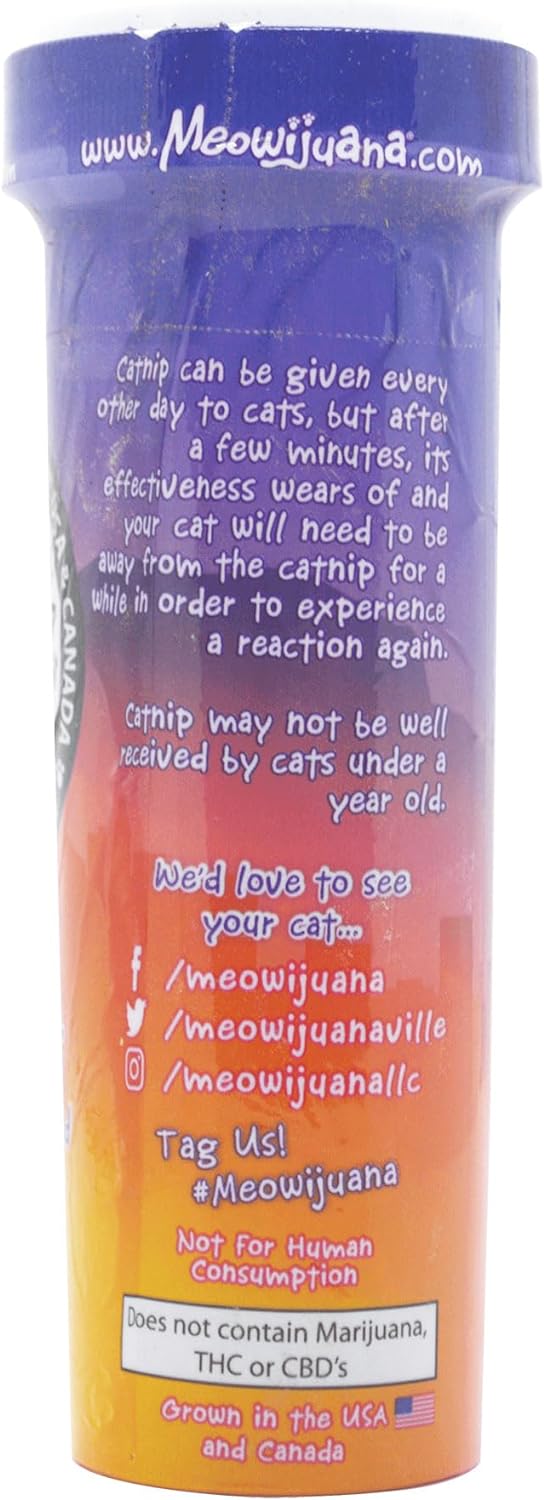 www.Meowijuana.com
Catnip can be given every
other day to cats, but after
a few minutes, its
effectiveness wears of and
your cat will need to be
away from the catnip for a
while in order to experience
a reaction again.
Catnip may not be well
received by cats under a
year old.
We'd love to see
your cat...
/meowijuana
/meowijuanaville
/meowijuanallc
Tag Us!
#Meowijuana
Not For Human
Consumption
Does not contain Marijuana,
THC or CBD's
Grown in the USA
and Canada
& CANADA